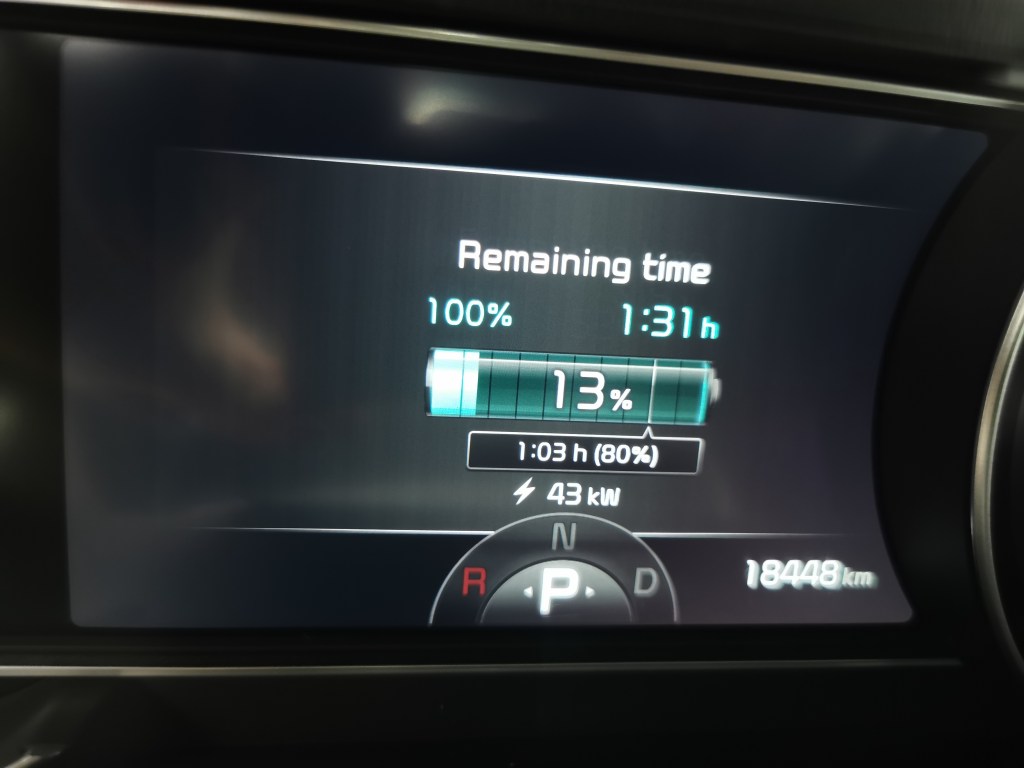 Remaining time
100% 1:31 h
13%
1:03 h (80%)
43 kW
N
R P D
18448 km